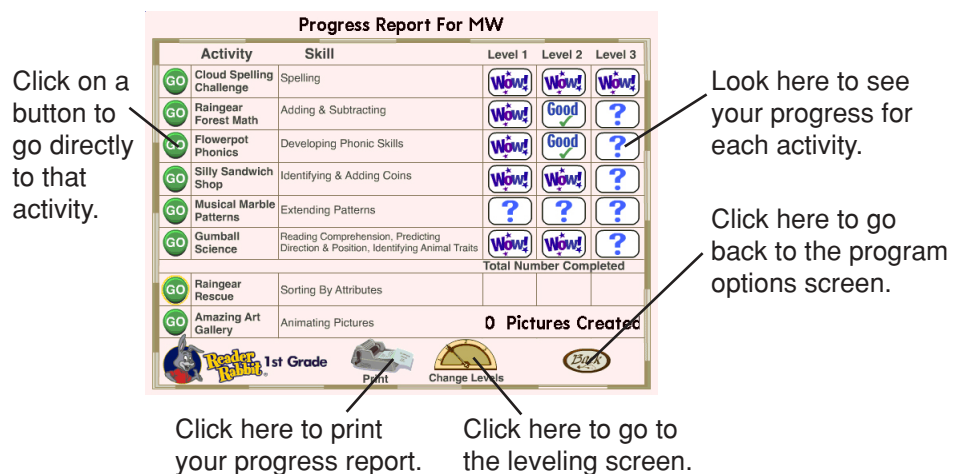 Progress Report For MW
Activity Skill Level 1 Level 2 Level 3
GO Cloud Spelling Challenge Spelling Wow! Wow! Wow!
GO Raingear Forest Math Adding & Subtracting Wow! Good ?
GO Flowerpot Phonics Developing Phonic Skills Wow! Good ?
GO Silly Sandwich Shop Identifying & Adding Coins Wow! Wow! ?
GO Musical Marble Patterns Extending Patterns ? ? ?
GO Gumball Science Reading Comprehension, Predicting Direction & Position, Identifying Animal Traits Wow! Wow! ?
Total Number Completed
GO Raingear Rescue Sorting By Attributes
GO Amazing Art Gallery Animating Pictures 0 Pictures Created
Reader Rabbit 1st Grade
Print
Change Levels
Back
Click on a
button to
go directly
to that
activity.
Look here to see
your progress for
each activity.
Click here to go
back to the program
options screen.
Click here to print
your progress report.
Click here to go to
the leveling screen.